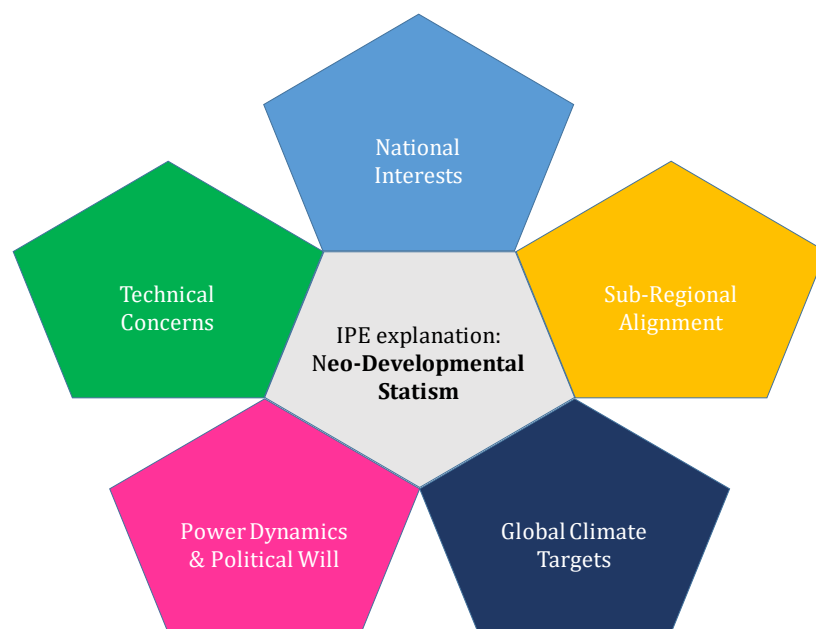 National
Interests
Technical
Concerns
Sub-Regional
Alignment
IPE explanation:
Neo-Developmental
Statism
Power Dynamics
& Political Will
Global Climate
Targets